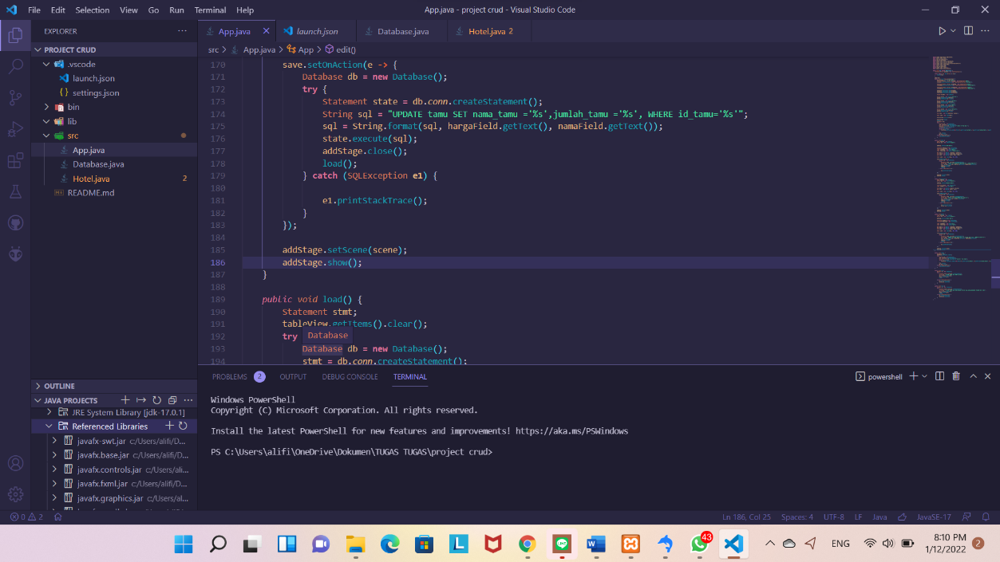 File Edit Selection View Go Run Terminal Help
App.java - project crud - Visual Studio Code
EXPLORER
PROJECT CRUD
.vscode
launch.json
settings.json
bin
lib
src
App.java
Database.java
Hotel.java 2
README.md
OUTLINE
JAVA PROJECTS
JRE System Library [jdk-17.0.1]
Referenced Libraries
javafx-swt.jar c:/Users/alifi/D...
javafx.base.jar c:/Users/alifi/D...
javafx.controls.jar c:/Users/ali...
javafx.fxml.jar c:/Users/alifi/D...
javafx.graphics.jar c:/Users/al...
App.java launch.json Database.java Hotel.java 2
src > App.java > App > edit()
170 save.setOnAction(e -> {
171 Database db = new Database();
172 try {
173 Statement state = db.conn.createStatement();
174 String sql = "UPDATE tamu SET nama_tamu ='%s',jumlah_tamu ='%s', WHERE id_tamu='%s'";
175 sql = String.format(sql, hargaField.getText(), namaField.getText());
176 state.execute(sql);
177 addStage.close();
178 load();
179 } catch (SQLException e1) {
180
181 e1.printStackTrace();
182 }
183 });
184
185 addStage.setScene(scene);
186 addStage.show();
187 }
188
189 public void load() {
190 Statement stmt;
191 tableView.getItems().clear();
192 try
Database
193 Database db = new Database();
194 stmt = db.conn.createStatement();
PROBLEMS 2 OUTPUT DEBUG CONSOLE TERMINAL
powershell
Windows PowerShell
Copyright (C) Microsoft Corporation. All rights reserved.
Install the latest PowerShell for new features and improvements! https://aka.ms/PSWindows
PS C:\Users\alifi\OneDrive\Dokumen\TUGAS TUGAS\project crud>
0 2
Ln 186, Col 25 Spaces: 4 UTF-8 LF Java JavaSE-17
L
W
43
ENG
8:10 PM
1/12/2022
2